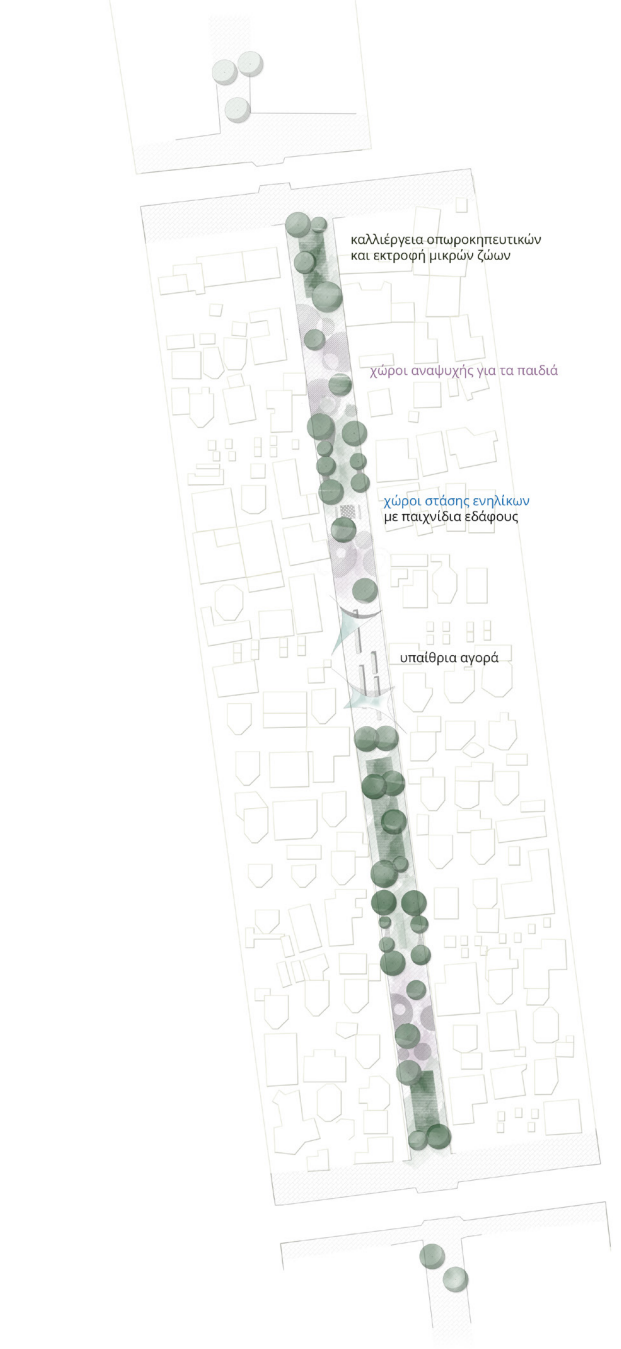 καλλιέργεια οπωροκηπευτικών
και εκτροφή μικρών ζώων
χώροι αναψυχής για τα παιδιά
χώροι στάσης ενηλίκων
με παιχνίδια εδάφους
υπαίθρια αγορά